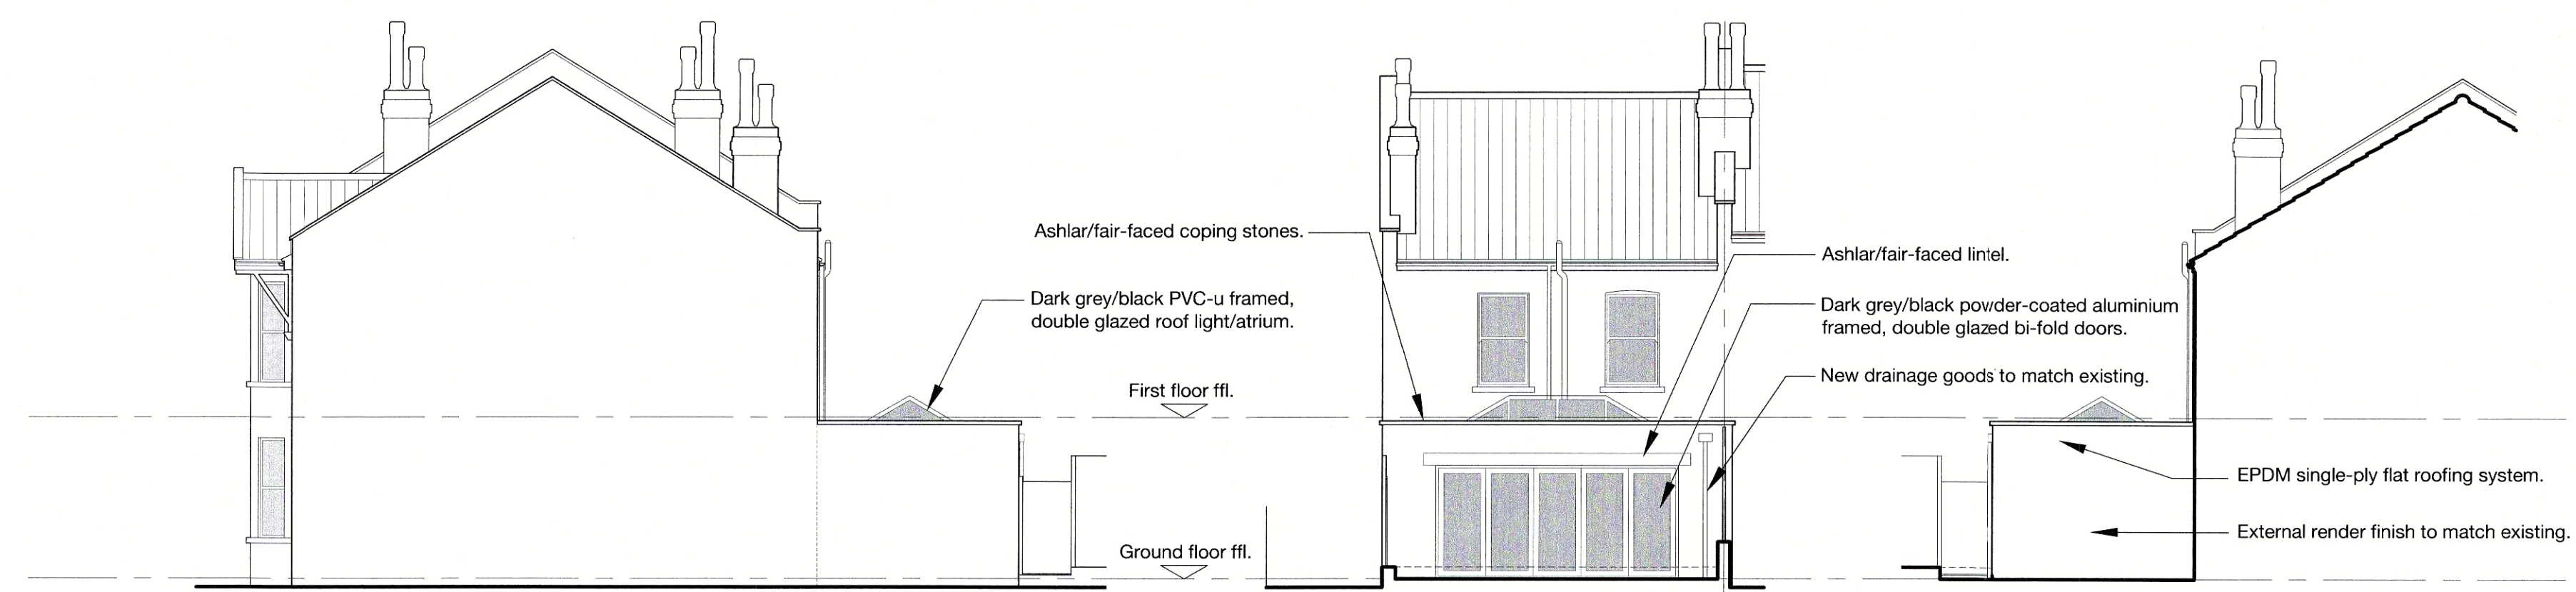 Ashlar/fair-faced coping stones.
Dark grey/black PVC-u framed,
double glazed roof light/atrium.
First floor ffl.
Ground floor ffl.
Ashlar/fair-faced lintel.
Dark grey/black powder-coated aluminium
framed, double glazed bi-fold doors.
New drainage goods to match existing.
EPDM single-ply flat roofing system.
External render finish to match existing.